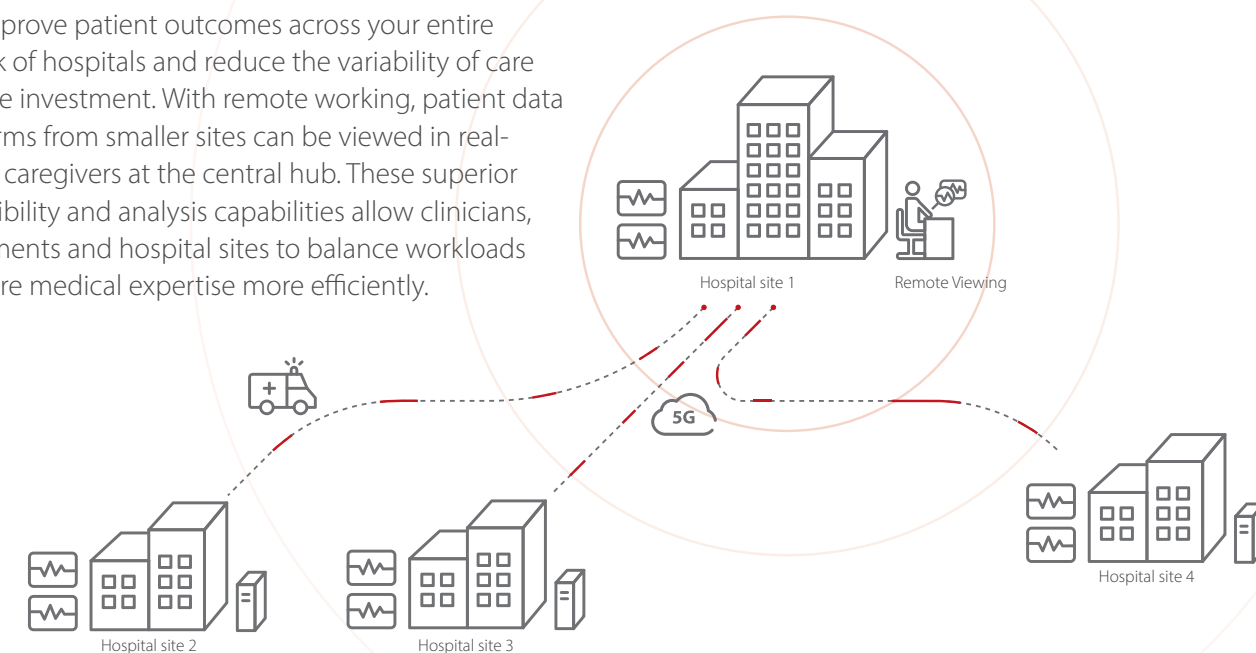 prove patient outcomes across your entire
k of hospitals and reduce the variability of care
e investment. With remote working, patient data
rms from smaller sites can be viewed in real-
caregivers at the central hub. These superior
ibility and analysis capabilities allow clinicians,
ments and hospital sites to balance workloads
re medical expertise more efficiently.
Hospital site 1
Remote Viewing
5G
Hospital site 4
Hospital site 2
Hospital site 3